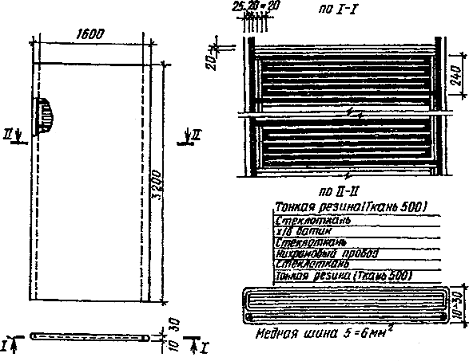 1600
25 20 = 20
по I-I
20
240
II
II
3200
по II-II
Тонкая резина (Ткань 500)
Стеклоткань
х/б ватин
Стеклоткань
Нихромовый провод
Стеклоткань
Тонкая резина (Ткань 500)
10-30
I
10 30
I
Медная шина S=6мм²